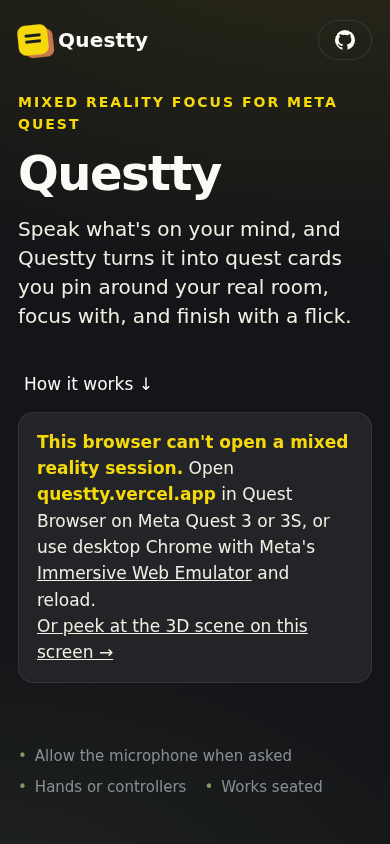 Questty
MIXED REALITY FOCUS FOR META
QUEST
Questty
Speak what's on your mind, and
Questty turns it into quest cards
you pin around your real room,
focus with, and finish with a flick.
How it works ↓
This browser can't open a mixed
reality session. Open
questty.vercel.app in Quest
Browser on Meta Quest 3 or 3S, or
use desktop Chrome with Meta's
Immersive Web Emulator and
reload.
Or peek at the 3D scene on this
screen →
• Allow the microphone when asked
• Hands or controllers • Works seated